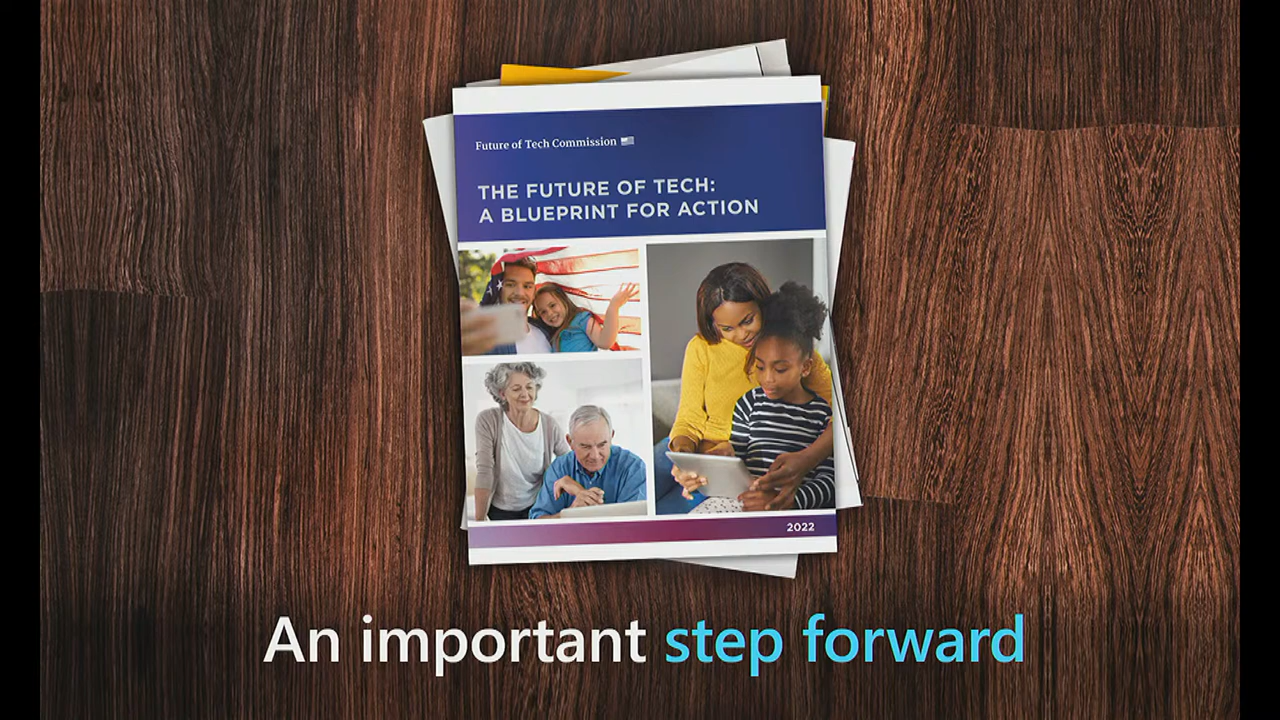 Future of Tech Commission
THE FUTURE OF TECH:
A BLUEPRINT FOR ACTION
2022
An important step forward